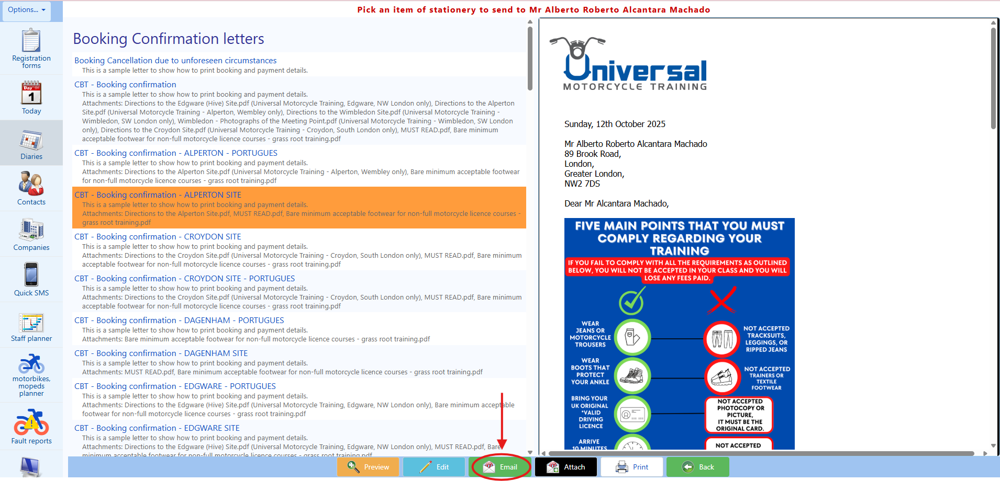 Options...
Pick an item of stationery to send to Mr Alberto Roberto Alcantara Machado
Registration
forms
Day
1
Today
Diaries
Contacts
Companies
Quick SMS
Staff planner
motorbikes,
mopeds
planner
Fault reports
Booking Confirmation letters
Booking Cancellation due to unforeseen circumstances
This is a sample letter to show how to print booking and payment details.
CBT - Booking confirmation
This is a sample letter to show how to print booking and payment details.
Attachments: Directions to the Edgware (Hive) Site.pdf (Universal Motorcycle Training, Edgware, NW London only), Directions to the Alperton
Site.pdf (Universal Motorcycle Training - Alperton, Wembley only), Directions to the Wimbledon Site.pdf (Universal Motorcycle Training -
Wimbledon, SW London only), Wimbledon - Photographs of the Meeting Point.pdf (Universal Motorcycle Training - Wimbledon, SW London
only), Directions to the Croydon Site.pdf (Universal Motorcycle Training - Croydon, South London only), MUST READ.pdf, Bare minimum
acceptable footwear for non-full motorcycle licence courses - grass root training.pdf
CBT - Booking confirmation - ALPERTON - PORTUGUES
This is a sample letter to show how to print booking and payment details.
Attachments: Directions to the Alperton Site.pdf (Universal Motorcycle Training - Alperton, Wembley only), Bare minimum acceptable footwear
for non-full motorcycle licence courses - grass root training.pdf
CBT - Booking confirmation - ALPERTON SITE
This is a sample letter to show how to print booking and payment details.
Attachments: Directions to the Alperton Site.pdf, MUST READ.pdf, Bare minimum acceptable footwear for non-full motorcycle licence courses -
grass root training.pdf
CBT - Booking confirmation - CROYDON SITE
This is a sample letter to show how to print booking and payment details.
Attachments: Directions to the Croydon Site.pdf (Universal Motorcycle Training - Croydon, South London only), MUST READ.pdf, Bare minimum
acceptable footwear for non-full motorcycle licence courses - grass root training.pdf
CBT - Booking confirmation - CROYDON SITE - PORTUGUES
This is a sample letter to show how to print booking and payment details.
Attachments: Directions to the Croydon Site.pdf (Universal Motorcycle Training - Croydon, South London only), MUST READ.pdf, Bare minimum
acceptable footwear for non-full motorcycle licence courses - grass root training.pdf
CBT - Booking confirmation - DAGENHAM - PORTUGUES
This is a sample letter to show how to print booking and payment details.
Attachments: Bare minimum acceptable footwear for non-full motorcycle licence courses - grass root training.pdf
CBT - Booking confirmation - DAGENHAM SITE
This is a sample letter to show how to print booking and payment details.
Attachments: MUST READ.pdf, Bare minimum acceptable footwear for non-full motorcycle licence courses - grass root training.pdf
CBT - Booking confirmation - EDGWARE - PORTUGUES
This is a sample letter to show how to print booking and payment details.
Attachments: Directions to the Edgware (Hive) Site.pdf (Universal Motorcycle Training, Edgware, NW London only), Bare minimum acceptable
footwear for non-full motorcycle licence courses - grass root training.pdf
CBT - Booking confirmation - EDGWARE SITE
This is a sample letter to show how to print booking and payment details.
Attachments: Directions to the Edgware (Hive) Site.pdf (Universal Motorcycle Training, Edgware, NW London only), MUST READ.pdf, Bare
minimum acceptable footwear for non-full motorcycle licence courses - grass root training.pdf
Universal
MOTORCYCLE TRAINING
Sunday, 12th October 2025
Mr Alberto Roberto Alcantara Machado
89 Brook Road,
London,
Greater London,
NW2 7DS
Dear Mr Alcantara Machado,
FIVE MAIN POINTS THAT YOU MUST
COMPLY REGARDING YOUR
TRAINING
IF YOU FAIL TO COMPLY WITH ALL THE REQUIREMENTS AS OUTLINED
BELOW, YOU WILL NOT BE ACCEPTED IN YOUR CLASS AND YOU WILL
LOSE ANY FEES PAID.
WEAR
JEANS OR
MOTORCYCLE
TROUSERS
NOT ACCEPTED
TRACKSUITS,
LEGGINGS, OR
RIPPED JEANS
WEAR
BOOTS THAT
PROTECT
YOUR ANKLE
NOT ACCEPTED
TRAINERS OR
TEXTILE
FOOTWEAR
BRING YOUR
UK ORIGINAL
*VALID
DRIVING
LICENCE
NOT ACCEPTED
PHOTOCOPY OR
PICTURE,
IT MUST BE THE
ORIGINAL CARD.
ARRIVE
10 MINUTES
NOT ACCEPTED
Preview
Edit
Email
Attach
Print
Back